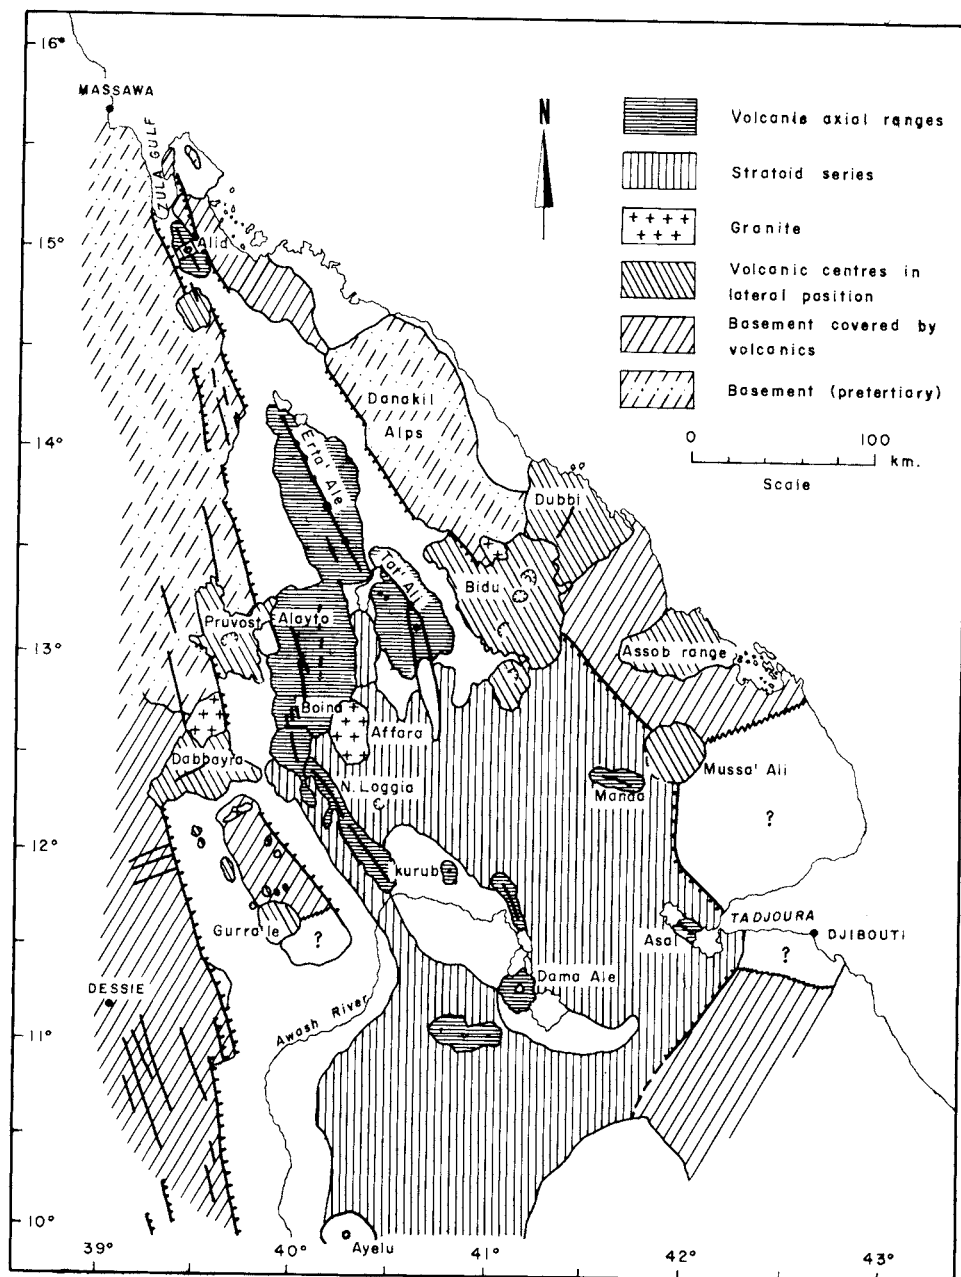 16°
MASSAWA
ZULA GULF
N
Volcanic axial ranges
Stratoid series
Granite
Volcanic centres in
lateral position
Basement covered by
volcanics
Basement (pretertiary)
0 100
km.
Scale
15°
Alid
14°
Danakil
Alps
Erta' Ale
Dubbi
Tat' Ali
Bidu
Pruvost
Alayto
13°
Assob range
Boina
Affara
Dabbayra
Mussa' Ali
N. Loggia
Manda
?
12°
kurub
Gurra'le
?
TADJOURA
Asal
DJIBOUTI
?
DESSIE
Dama Ale
Awash River
11°
10°
Ayelu
39° 40° 41° 42° 43°